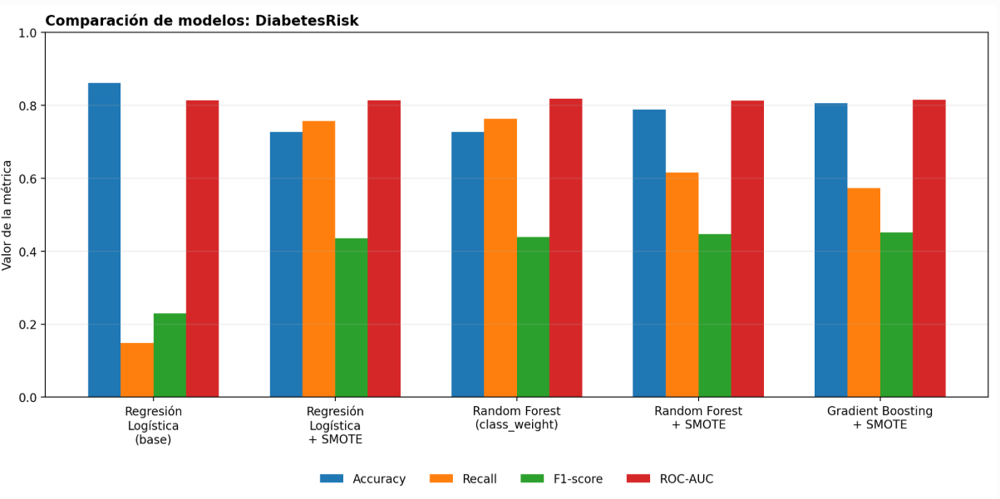 Comparación de modelos: DiabetesRisk
Valor de la métrica
1.0
0.8
0.6
0.4
0.2
0.0
Regresión
Logística
(base)
Regresión
Logística
+ SMOTE
Random Forest
(class_weight)
Random Forest
+ SMOTE
Gradient Boosting
+ SMOTE
Accuracy
Recall
F1-score
ROC-AUC